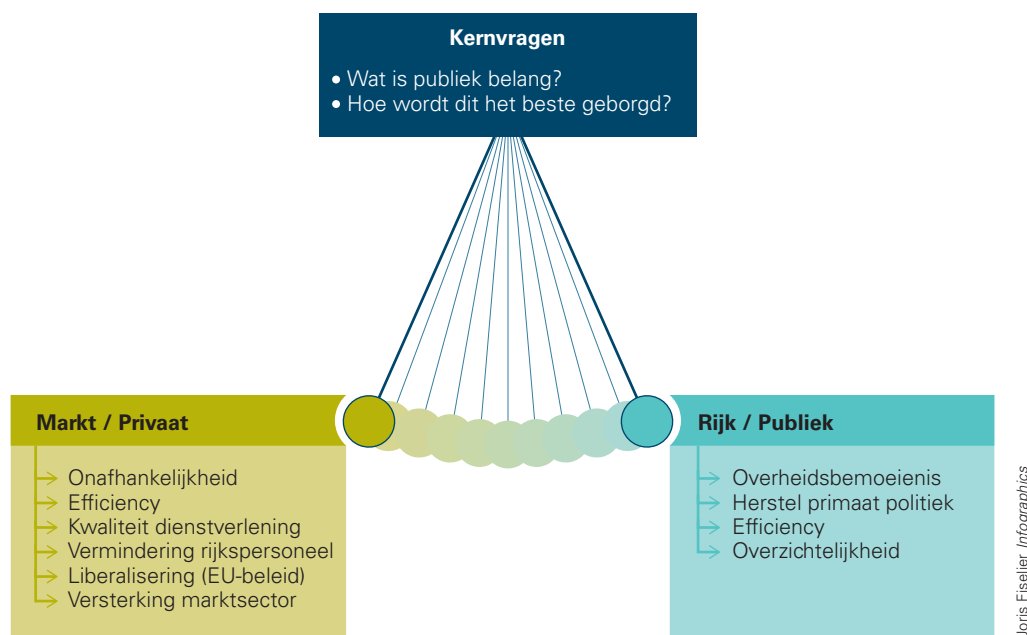 Kernvragen
• Wat is publiek belang?
• Hoe wordt dit het beste geborgd?
Markt / Privaat
Onafhankelijkheid
Efficiency
Kwaliteit dienstverlening
Vermindering rijkspersoneel
Liberalisering (EU-beleid)
Versterking marktsector
Rijk / Publiek
Overheidsbemoeienis
Herstel primaat politiek
Efficiency
Overzichtelijkheid
Joris Fiselier Infographics